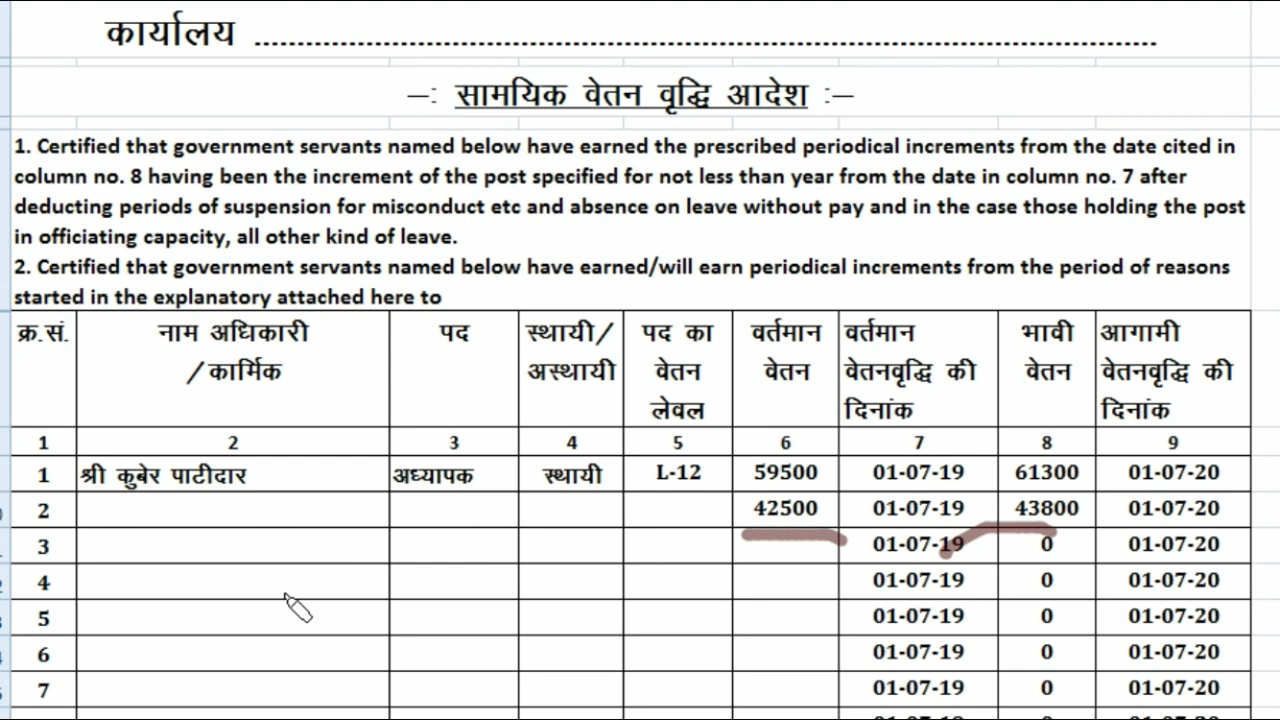 कार्यालय ....................................................................................................
—: सामयिक वेतन वृद्धि आदेश :—
1. Certified that government servants named below have earned the prescribed periodical increments from the date cited in
column no. 8 having been the increment of the post specified for not less than year from the date in column no. 7 after
deducting periods of suspension for misconduct etc and absence on leave without pay and in the case those holding the post
in officiating capacity, all other kind of leave.
2. Certified that government servants named below have earned/will earn periodical increments from the period of reasons
started in the explanatory attached here to
क्र.सं. नाम अधिकारी पद स्थायी/ पद का वर्तमान वर्तमान भावी आगामी
/कार्मिक अस्थायी वेतन वेतन वेतनवृद्धि की वेतन वेतनवृद्धि की
लेवल दिनांक दिनांक
1 2 3 4 5 6 7 8 9
1 श्री कुबेर पाटीदार अध्यापक स्थायी L-12 59500 01-07-19 61300 01-07-20
2 42500 01-07-19 43800 01-07-20
3 01-07-19 0 01-07-20
4 01-07-19 0 01-07-20
5 01-07-19 0 01-07-20
6 01-07-19 0 01-07-20
7 01-07-19 0 01-07-20